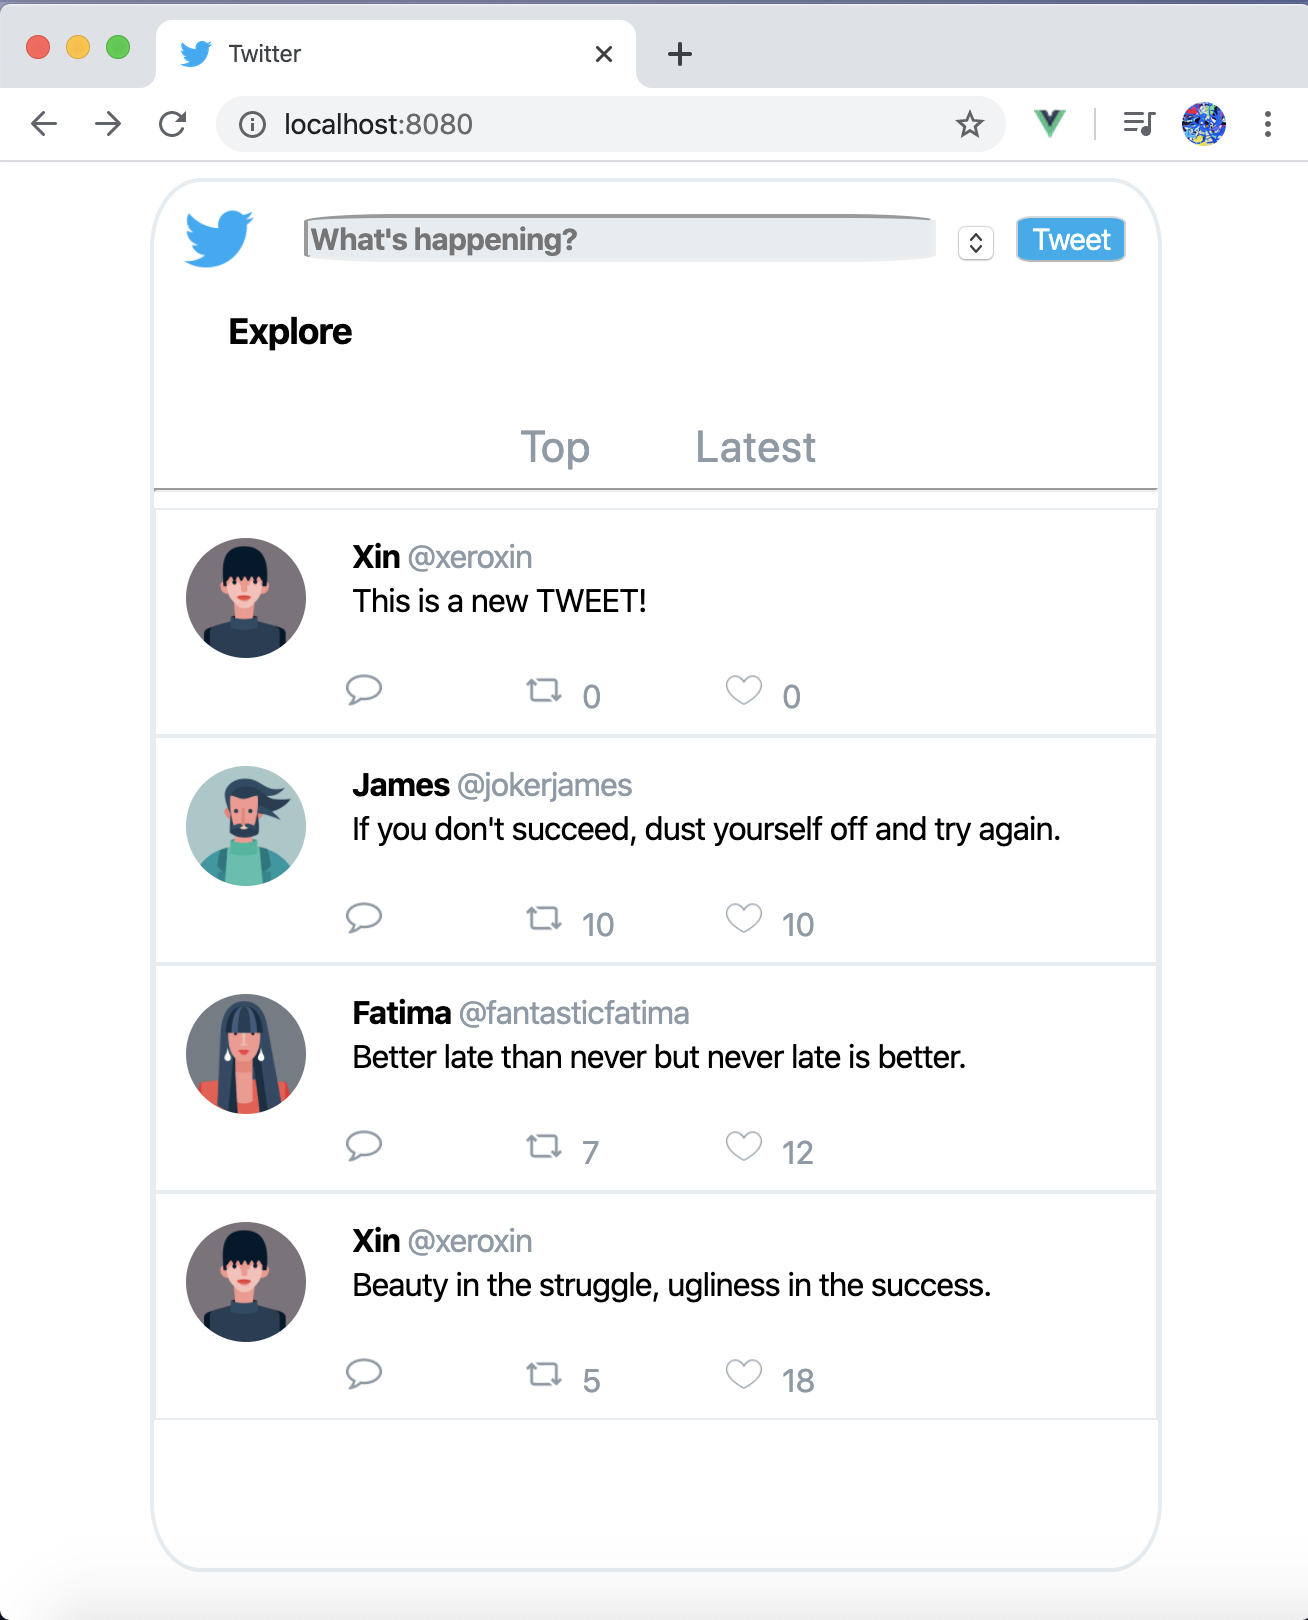 Twitter
localhost:8080
What's happening?
Tweet
Explore
Top Latest
Xin @xeroxin
This is a new TWEET!
0 0
James @jokerjames
If you don't succeed, dust yourself off and try again.
10 10
Fatima @fantasticfatima
Better late than never but never late is better.
7 12
Xin @xeroxin
Beauty in the struggle, ugliness in the success.
5 18